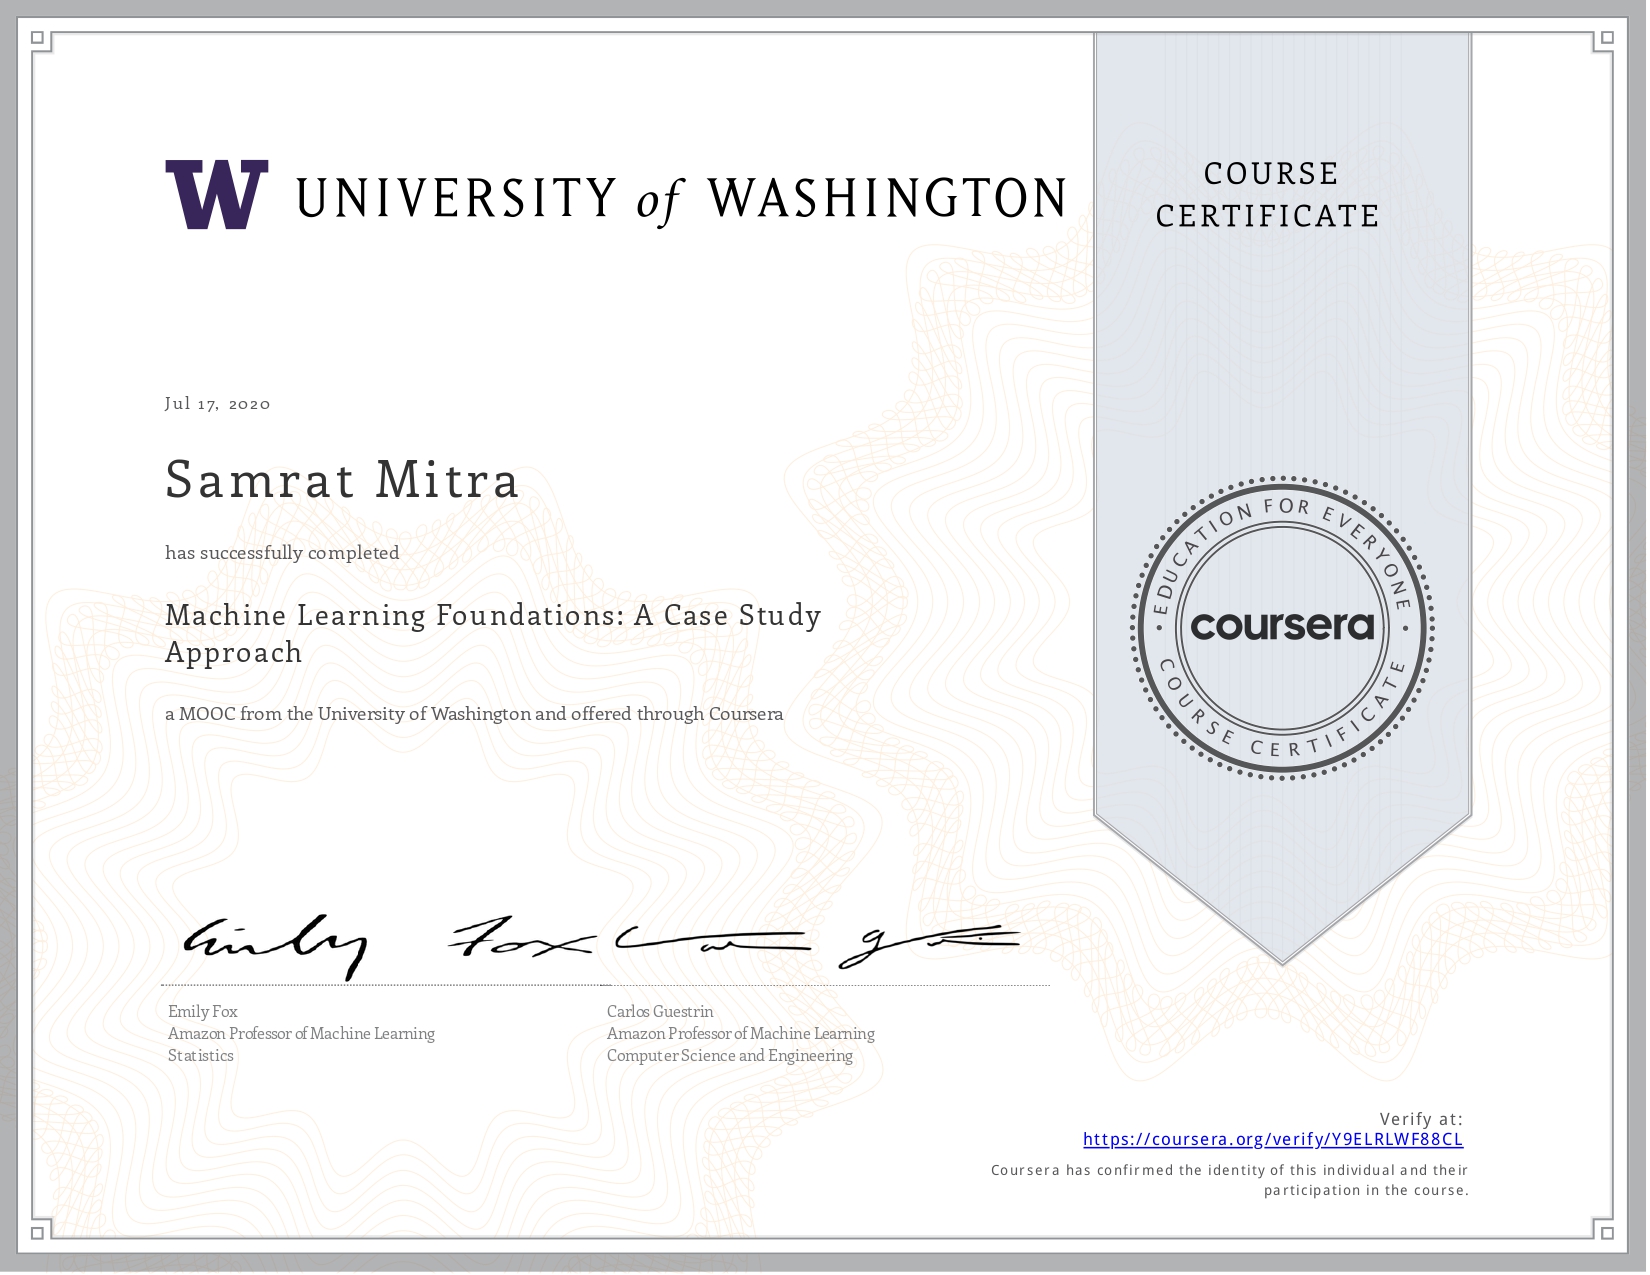 W UNIVERSITY of WASHINGTON
COURSE
CERTIFICATE
Jul 17, 2020
Samrat Mitra
has successfully completed
Machine Learning Foundations: A Case Study
Approach
a MOOC from the University of Washington and offered through Coursera
EDUCATION FOR EVERYONE
coursera
COURSE CERTIFICATE
Emily Fox
Carlos Guestrin
Emily Fox
Amazon Professor of Machine Learning
Statistics
Carlos Guestrin
Amazon Professor of Machine Learning
Computer Science and Engineering
Verify at:
https://coursera.org/verify/Y9ELRLWF88CL
Coursera has confirmed the identity of this individual and their
participation in the course.